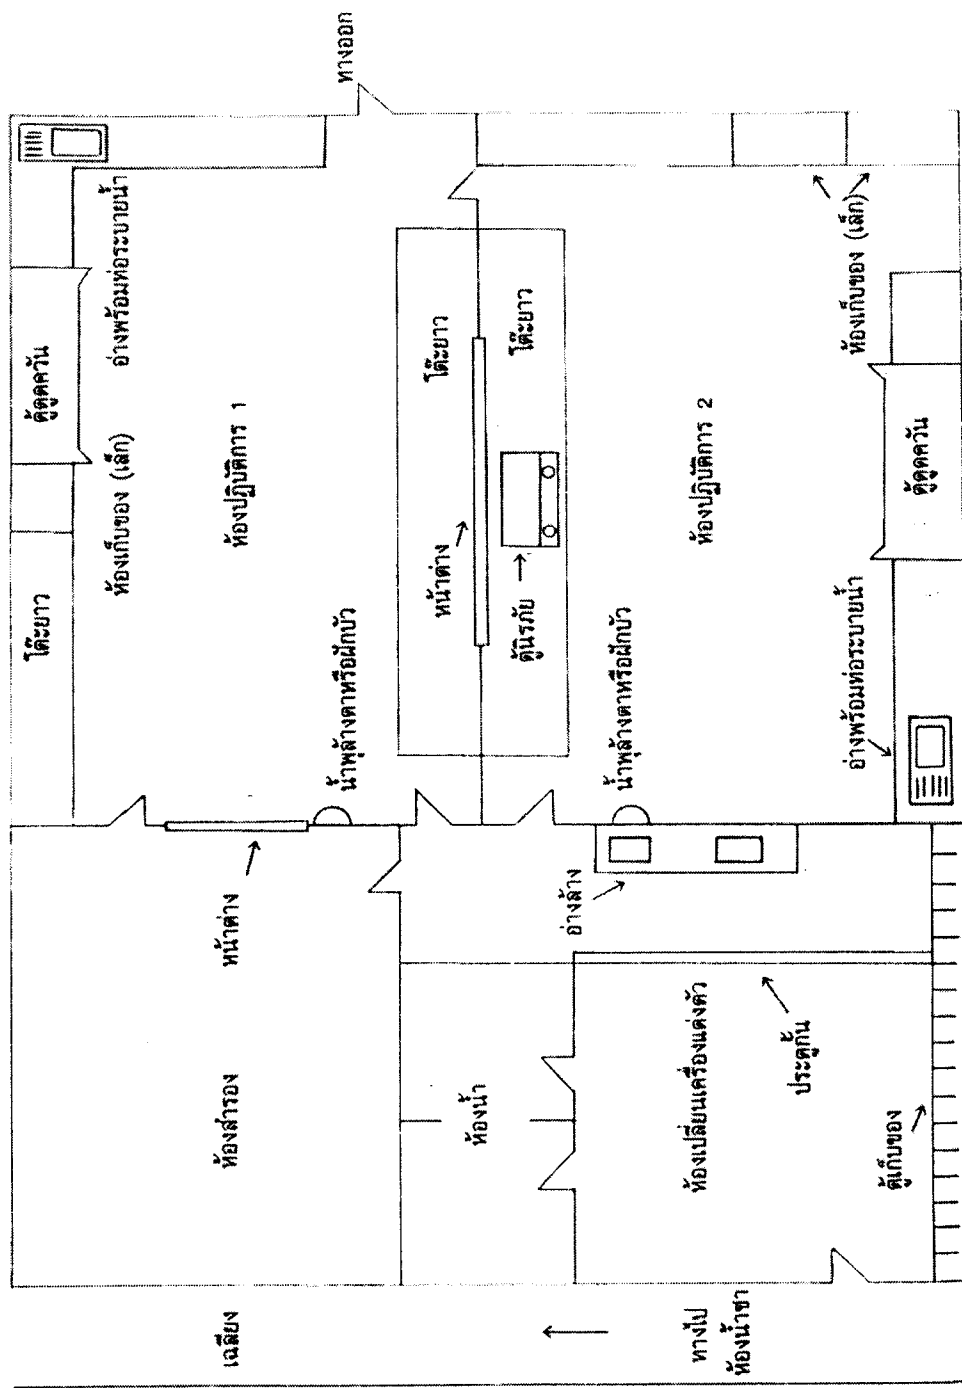 ทางออก
อ่างพร้อมท่อระบายน้ำ
ตู้ดูดควัน
ห้องเก็บของ (เล็ก)
โต๊ะยาว
ห้องปฏิบัติการ 1
โต๊ะยาว
โต๊ะยาว
หน้าต่าง
ตู้นิรภัย
น้ำพุล้างตาหรือฝักบัว
น้ำพุล้างตาหรือฝักบัว
ห้องปฏิบัติการ 2
ห้องเก็บของ (เล็ก)
ตู้ดูดควัน
อ่างพร้อมท่อระบายน้ำ
หน้าต่าง
อ่างล้าง
ห้องสำรอง
ห้องน้ำ
ห้องเปลี่ยนเครื่องแต่งตัว
ประตูกั้น
ตู้เก็บของ
เฉลียง
ทางไป
ห้องน้ำชา